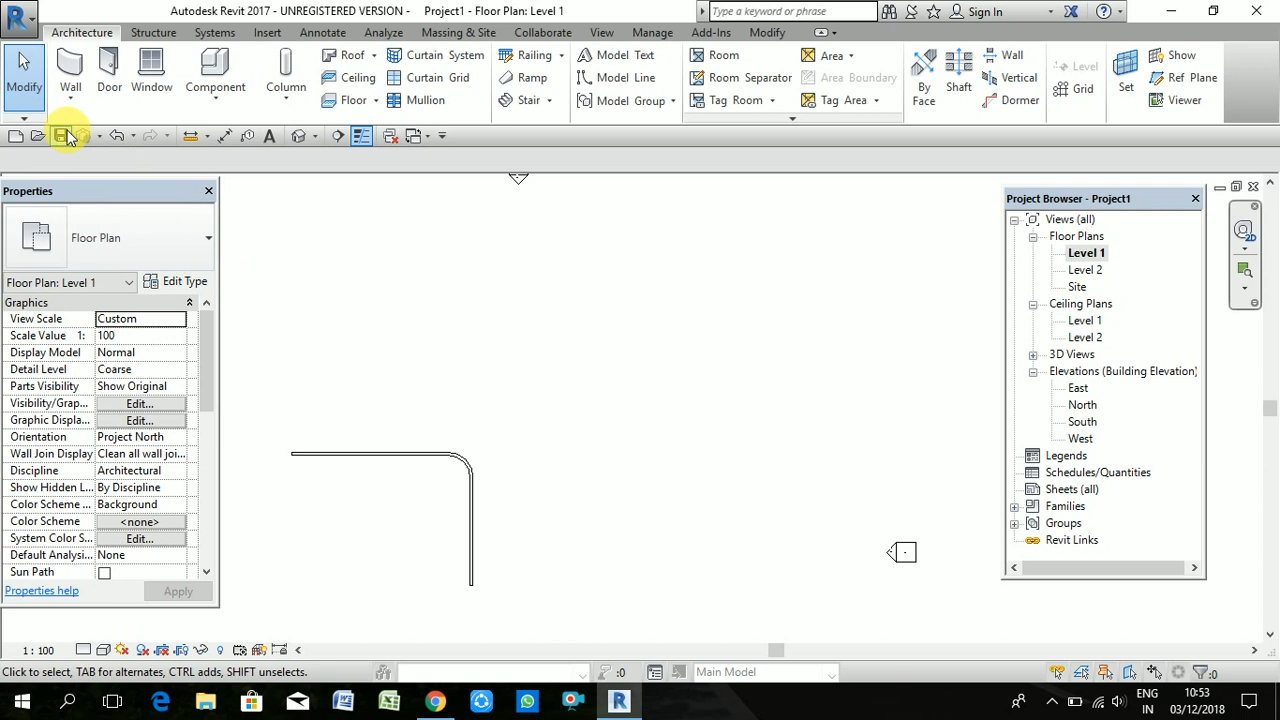 Autodesk Revit 2017 - UNREGISTERED VERSION - Project1 - Floor Plan: Level 1
Type a keyword or phrase
Sign In
Architecture Structure Systems Insert Annotate Analyze Massing & Site Collaborate View Manage Add-Ins Modify
Modify
Wall
Door
Window
Component
Column
Roof
Ceiling
Floor
Curtain System
Curtain Grid
Mullion
Railing
Ramp
Stair
Model Text
Model Line
Model Group
Room
Room Separator
Tag Room
Area
Area Boundary
Tag Area
By Face
Shaft
Wall
Vertical
Dormer
Level
Grid
Set
Show
Ref Plane
Viewer
Properties
Floor Plan
Floor Plan: Level 1
Edit Type
Graphics
View Scale Custom
Scale Value 1: 100
Display Model Normal
Detail Level Coarse
Parts Visibility Show Original
Visibility/Grap... Edit...
Graphic Displa... Edit...
Orientation Project North
Wall Join Display Clean all wall joi...
Discipline Architectural
Show Hidden L... By Discipline
Color Scheme ... Background
Color Scheme <none>
System Color S... Edit...
Default Analysi... None
Sun Path
Properties help
Apply
Project Browser - Project1
Views (all)
Floor Plans
Level 1
Level 2
Site
Ceiling Plans
Level 1
Level 2
3D Views
Elevations (Building Elevation)
East
North
South
West
Legends
Schedules/Quantities
Sheets (all)
Families
Groups
Revit Links
2D
1 : 100
Click to select, TAB for alternates, CTRL adds, SHIFT unselects.
:0
Main Model
:0
ENG
IN
10:53
03/12/2018